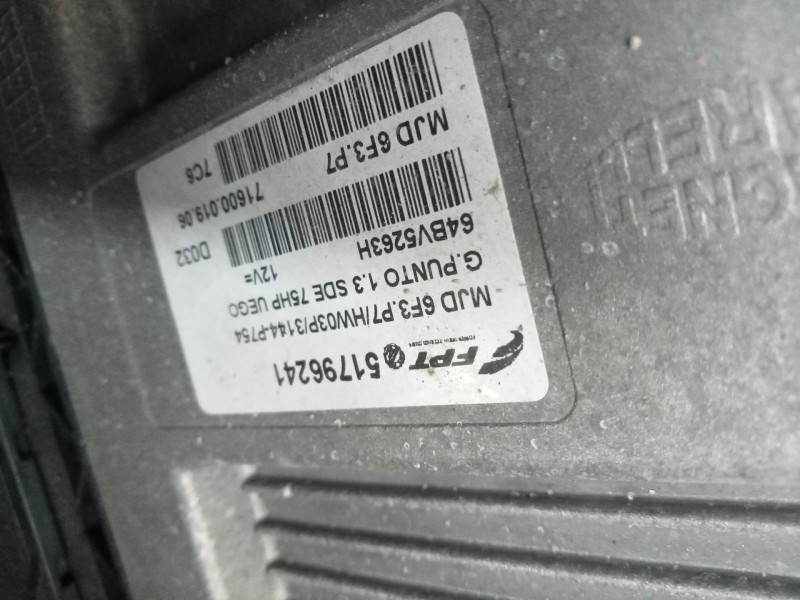 FPT 51796241
MJD 6F3.P7/HW03P/3144-P754
G.PUNTO 1.3 SDE 75HP UEGO
12V=
64BV5263H
D032
71600.019.06
MJD 6F3.P7
7C6